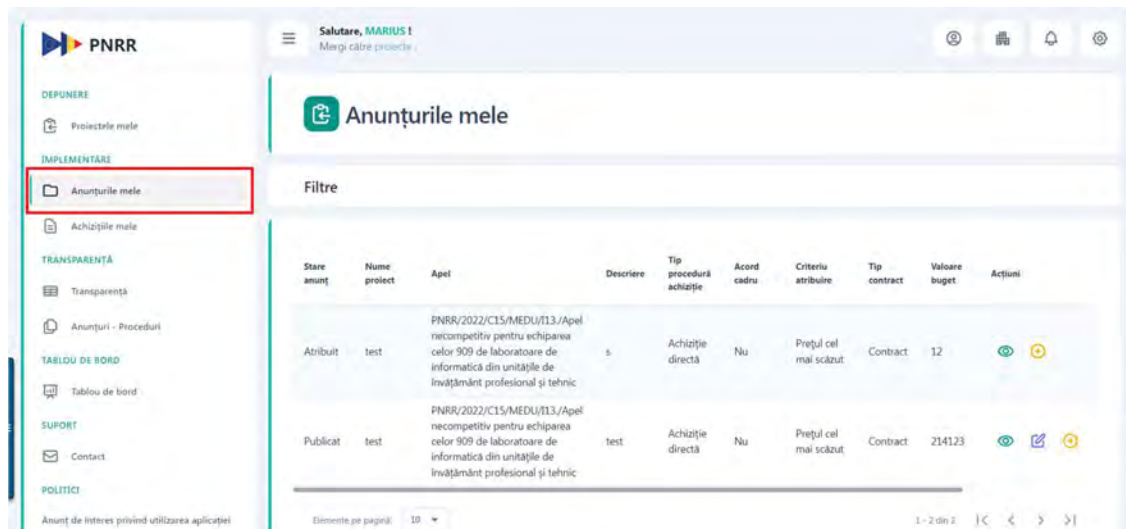 PNRR
Salutare, MARIUS !
Mergi către proiecte
DEPUNERE
Proiectele mele
IMPLEMENTARE
Anunțurile mele
Achizițiile mele
TRANSPARENȚĂ
Transparență
Anunțuri - Proceduri
TABLOU DE BORD
Tablou de bord
SUPORT
Contact
POLITICI
Anunț de interes privind utilizarea aplicației
Anunțurile mele
Filtre
Stare anunț
Nume proiect
Apel
Descriere
Tip procedură achiziție
Acord cadru
Criteriu atribuire
Tip contract
Valoare buget
Acțiuni
Atribuit
test
PNRR/2022/C15/MEDU/I13./Apel
necompetitiv pentru echiparea
celor 909 de laboratoare de
informatică din unitățile de
învățământ profesional și tehnic
s
Achiziție directă
Nu
Prețul cel mai scăzut
Contract
12
Publicat
test
PNRR/2022/C15/MEDU/I13./Apel
necompetitiv pentru echiparea
celor 909 de laboratoare de
informatică din unitățile de
învățământ profesional și tehnic
test
Achiziție directă
Nu
Prețul cel mai scăzut
Contract
214123
Elemente pe pagină: 10
1 - 2 din 2